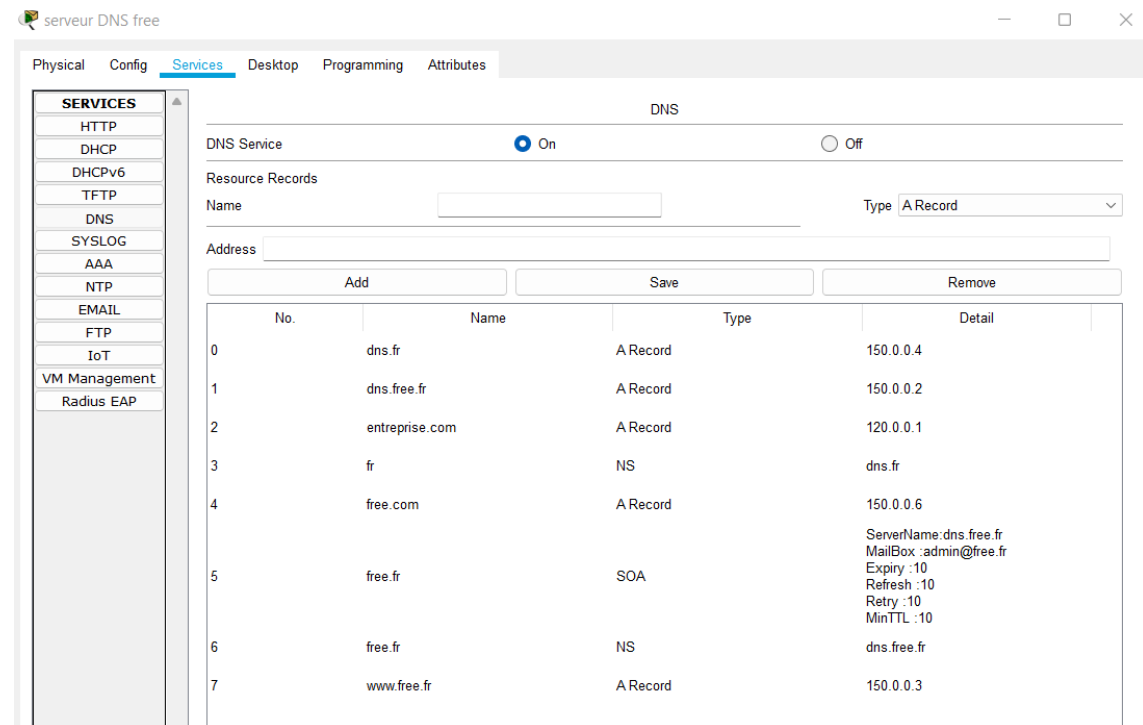 serveur DNS free
Physical Config Services Desktop Programming Attributes
SERVICES
HTTP
DHCP
DHCPv6
TFTP
DNS
SYSLOG
AAA
NTP
EMAIL
FTP
IoT
VM Management
Radius EAP
DNS
DNS Service On Off
Resource Records
Name Type A Record
Address
Add Save Remove
No. Name Type Detail
0 dns.fr A Record 150.0.0.4
1 dns.free.fr A Record 150.0.0.2
2 entreprise.com A Record 120.0.0.1
3 fr NS dns.fr
4 free.com A Record 150.0.0.6
5 free.fr SOA ServerName:dns.free.fr
MailBox :admin@free.fr
Expiry :10
Refresh :10
Retry :10
MinTTL :10
6 free.fr NS dns.free.fr
7 www.free.fr A Record 150.0.0.3